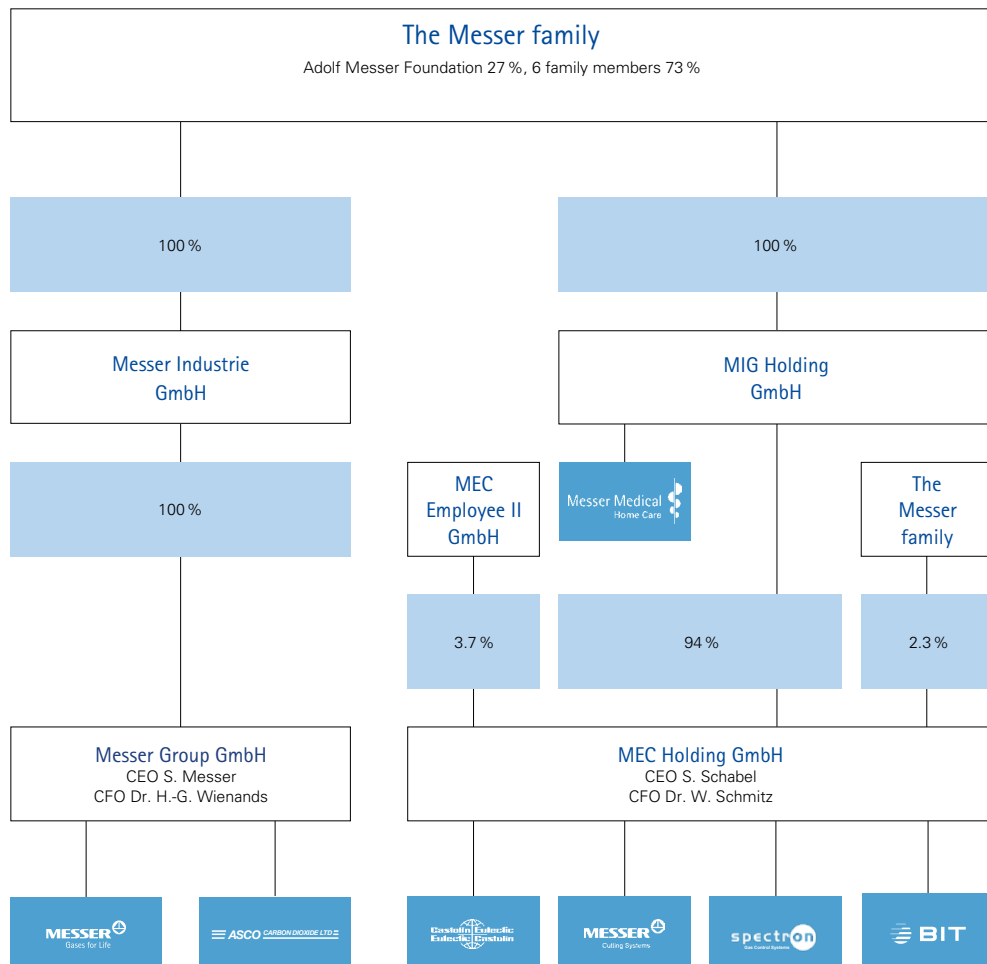 The Messer family
Adolf Messer Foundation 27 %, 6 family members 73 %
100 %
100 %
Messer Industrie
GmbH
MIG Holding
GmbH
100 %
MEC
Employee II
GmbH
Messer Medical
Home Care
The
Messer
family
3.7 %
94 %
2.3 %
Messer Group GmbH
CEO S. Messer
CFO Dr. H.-G. Wienands
MEC Holding GmbH
CEO S. Schabel
CFO Dr. W. Schmitz
MESSER
Gases for Life
ASCO CARBON DIOXIDE LTD
Castolin Eutectic
Eutectic Castolin
MESSER
Cutting Systems
spectron
Gas Control Systems
BIT